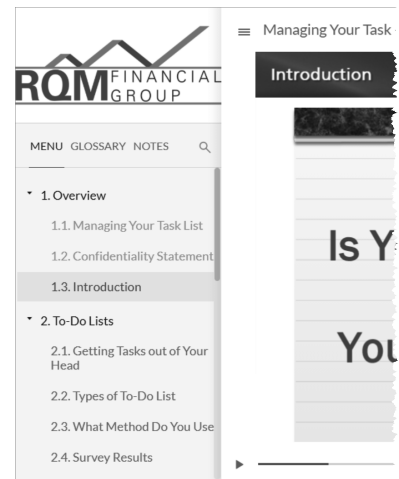 RQM FINANCIAL
GROUP
MENU GLOSSARY NOTES
1. Overview
1.1. Managing Your Task List
1.2. Confidentiality Statement
1.3. Introduction
2. To-Do Lists
2.1. Getting Tasks out of Your
Head
2.2. Types of To-Do List
2.3. What Method Do You Use
2.4. Survey Results
Managing Your Task
Introduction
Is Y
You